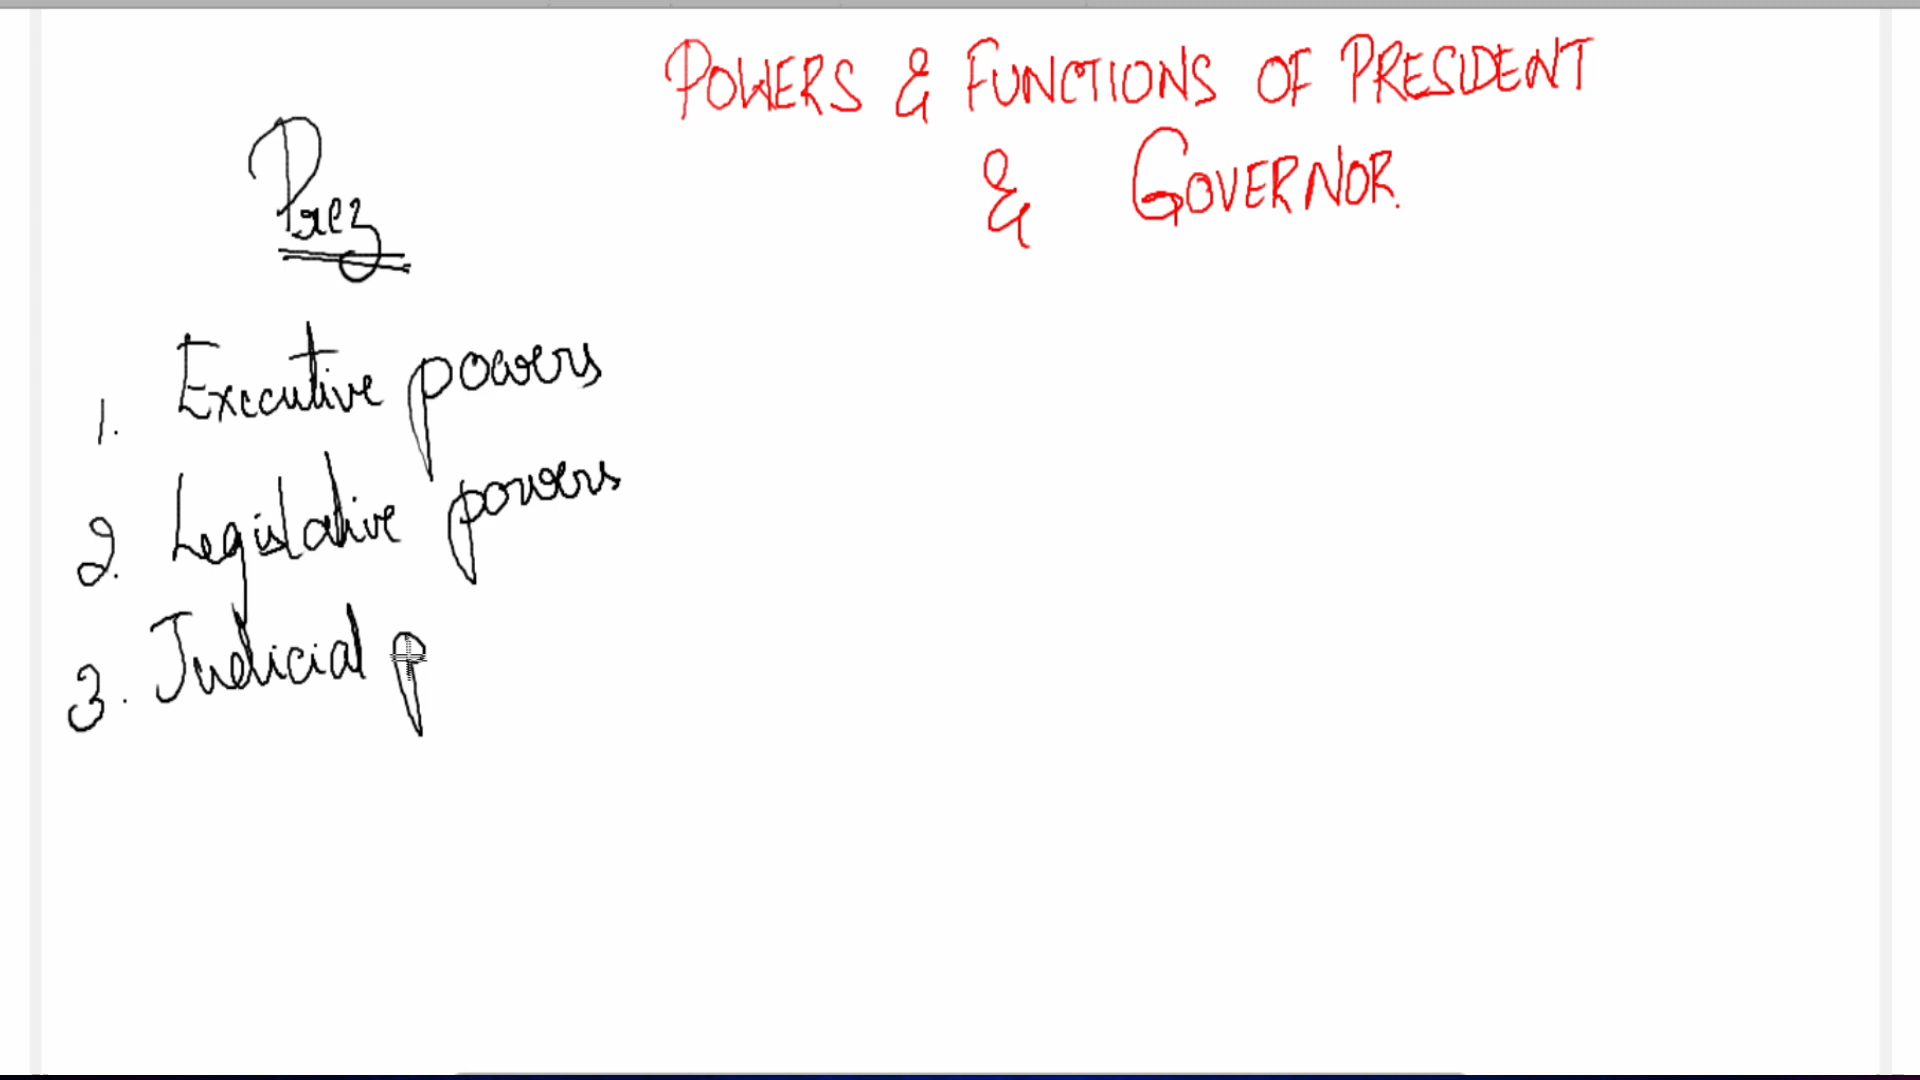 POWERS & FUNCTIONS OF PRESIDENT
& GOVERNOR.
Prez
1. Executive powers
2. Legislative powers
3. Judicial p